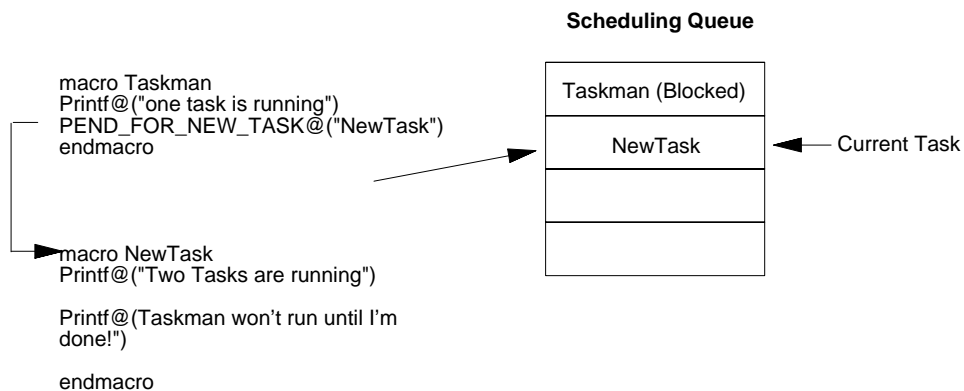 Scheduling Queue
macro Taskman
Printf@("one task is running")
PEND_FOR_NEW_TASK@("NewTask")
endmacro
Taskman (Blocked)
NewTask
Current Task
macro NewTask
Printf@("Two Tasks are running")
Printf@(Taskman won’t run until I’m
done!")
endmacro